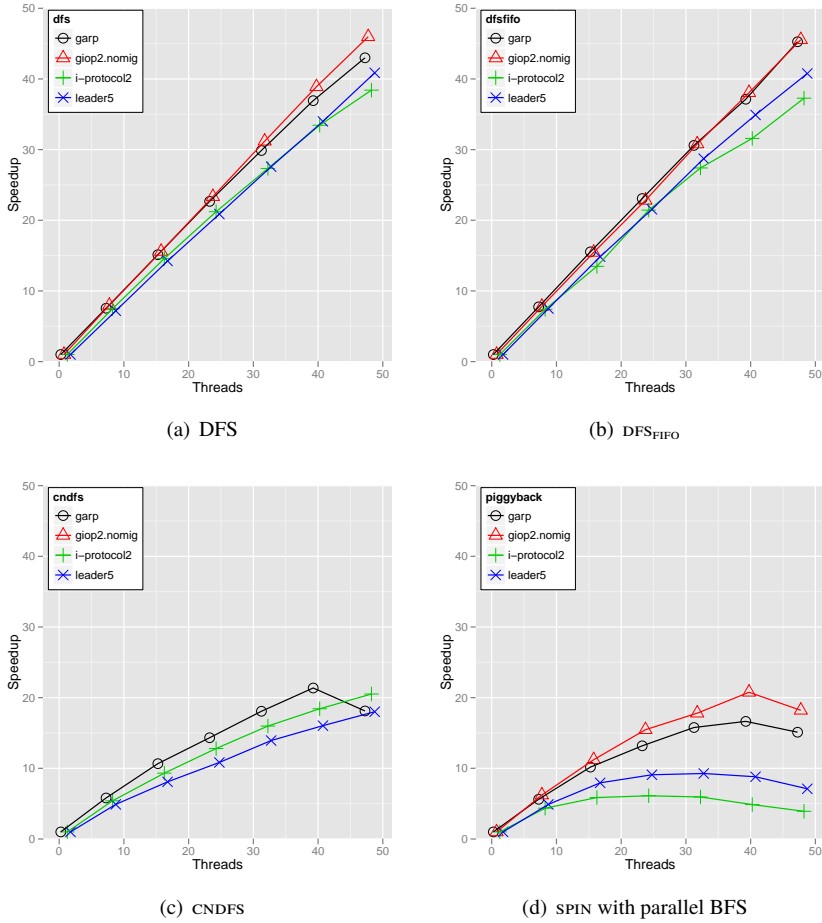 dfs
garp
giop2.nomig
i−protocol2
leader5
50
40
30
20
10
0
Speedup
0 10 20 30 40 50
Threads
(a) DFS
dfsfifo
garp
giop2.nomig
i−protocol2
leader5
50
40
30
20
10
0
Speedup
0 10 20 30 40 50
Threads
(b) DFSFIFO
cndfs
garp
giop2.nomig
i−protocol2
leader5
50
40
30
20
10
0
Speedup
0 10 20 30 40 50
Threads
(c) CNDFS
piggyback
garp
giop2.nomig
i−protocol2
leader5
50
40
30
20
10
0
Speedup
0 10 20 30 40 50
Threads
(d) SPIN with parallel BFS